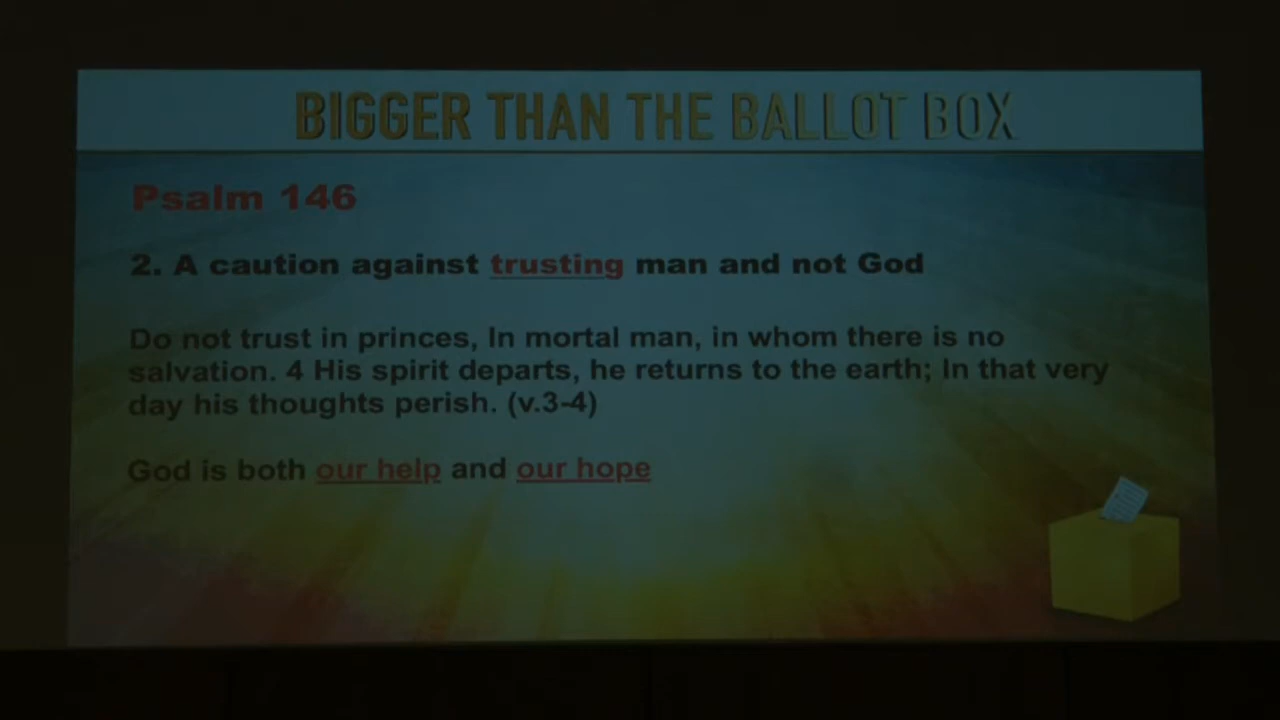 BIGGER THAN THE BALLOT BOX
Psalm 146
2. A caution against trusting man and not God
Do not trust in princes, In mortal man, in whom there is no
salvation. 4 His spirit departs, he returns to the earth; In that very
day his thoughts perish. (v.3-4)
God is both our help and our hope